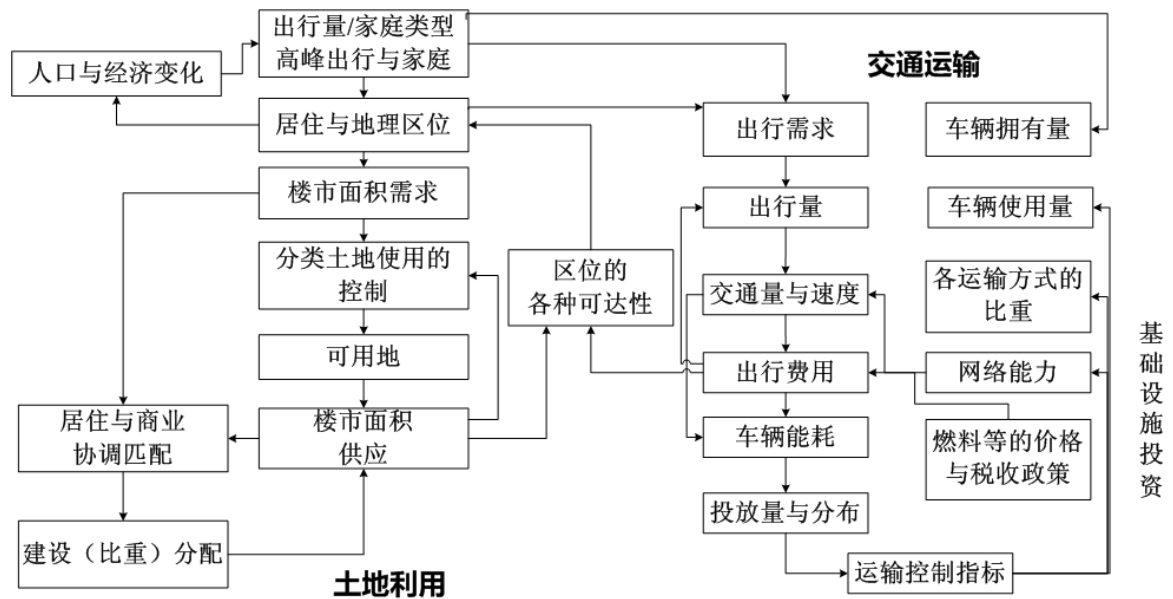 出行量/家庭类型
高峰出行与家庭
交通运输
人口与经济变化
居住与地理区位
出行需求
车辆拥有量
楼市面积需求
出行量
车辆使用量
分类土地使用的
控制
区位的
各种可达性
交通量与速度
各运输方式的
比重
可用地
出行费用
网络能力
基
础
设
施
投
资
居住与商业
协调匹配
楼市面积
供应
车辆能耗
燃料等的价格
与税收政策
投放量与分布
建设（比重）分配
运输控制指标
土地利用